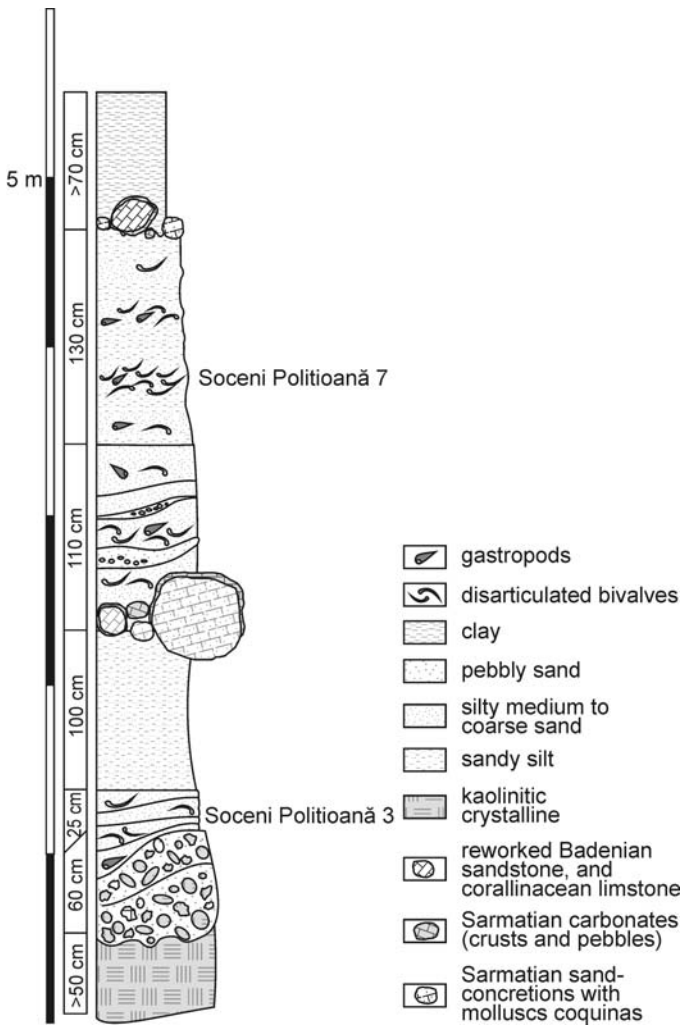 >70 cm
5 m
130 cm
Soceni Politioană 7
110 cm
100 cm
25 cm
Soceni Politioană 3
60 cm
>50 cm
gastropods
disarticulated bivalves
clay
pebbly sand
silty medium to
coarse sand
sandy silt
kaolinitic
crystalline
reworked Badenian
sandstone, and
corallinacean limstone
Sarmatian carbonates
(crusts and pebbles)
Sarmatian sand-
concretions with
molluscs coquinas